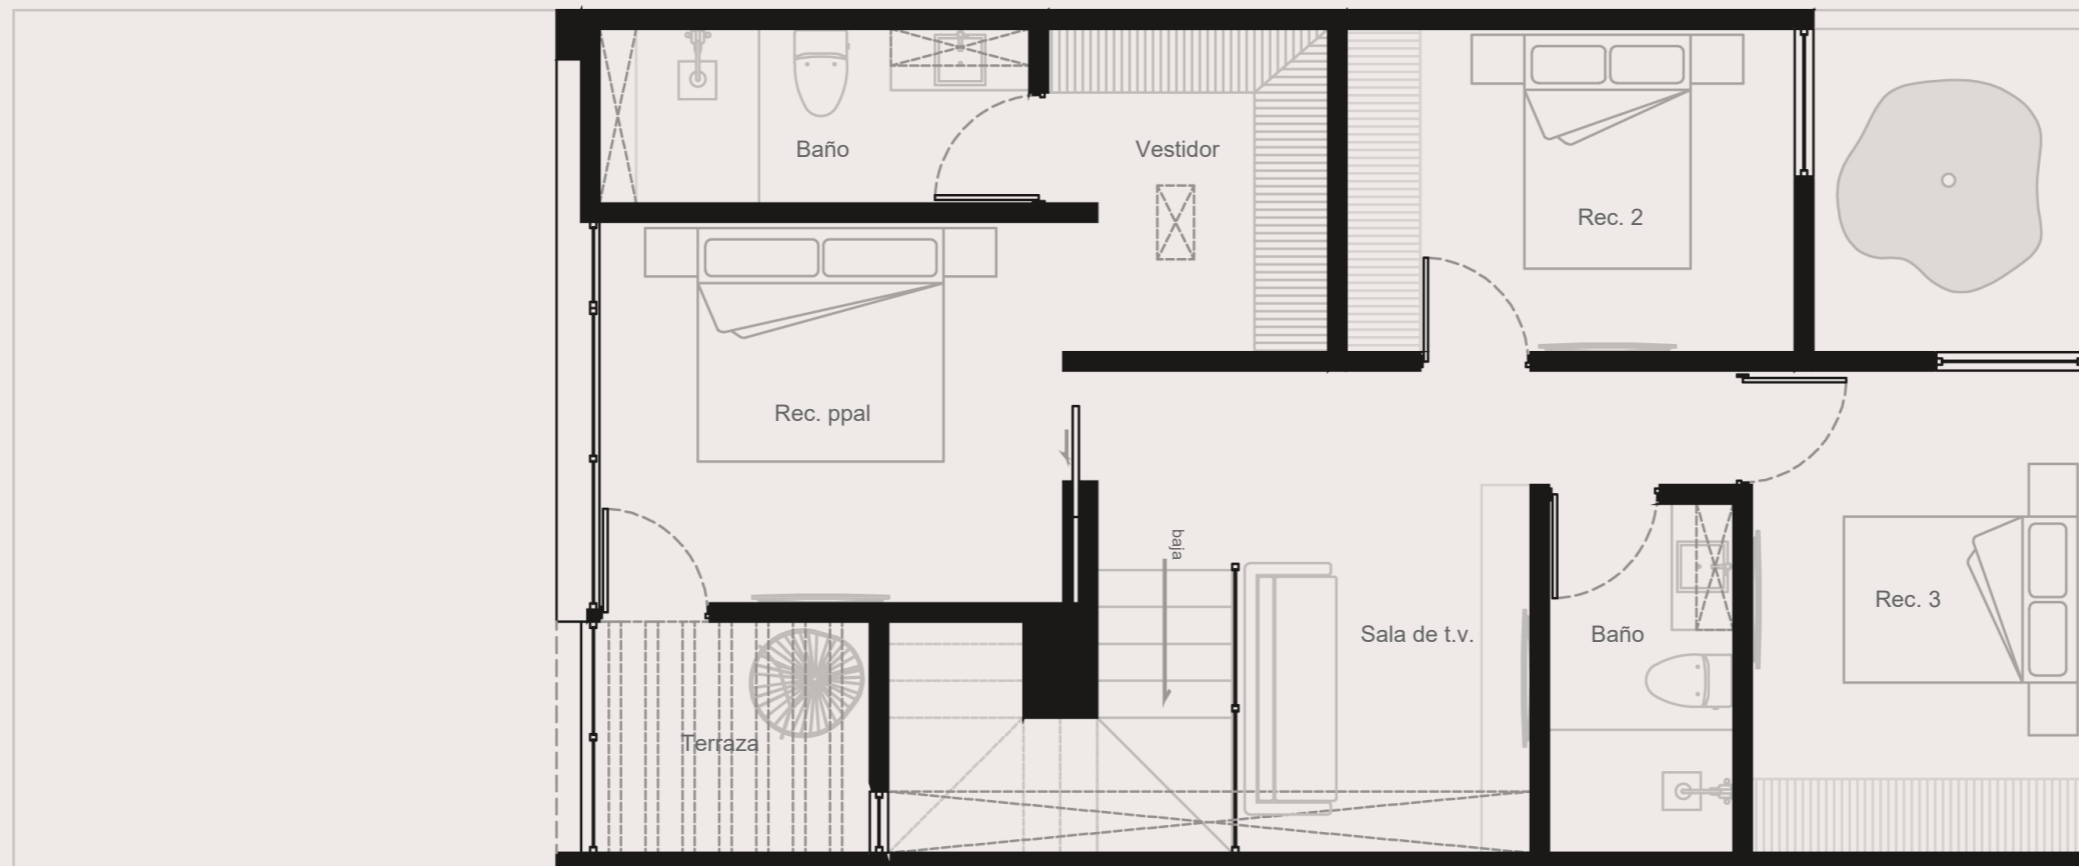 Baño
Vestidor
Rec. 2
Rec. ppal
baja
Rec. 3
Sala de t.v.
Baño
Terraza